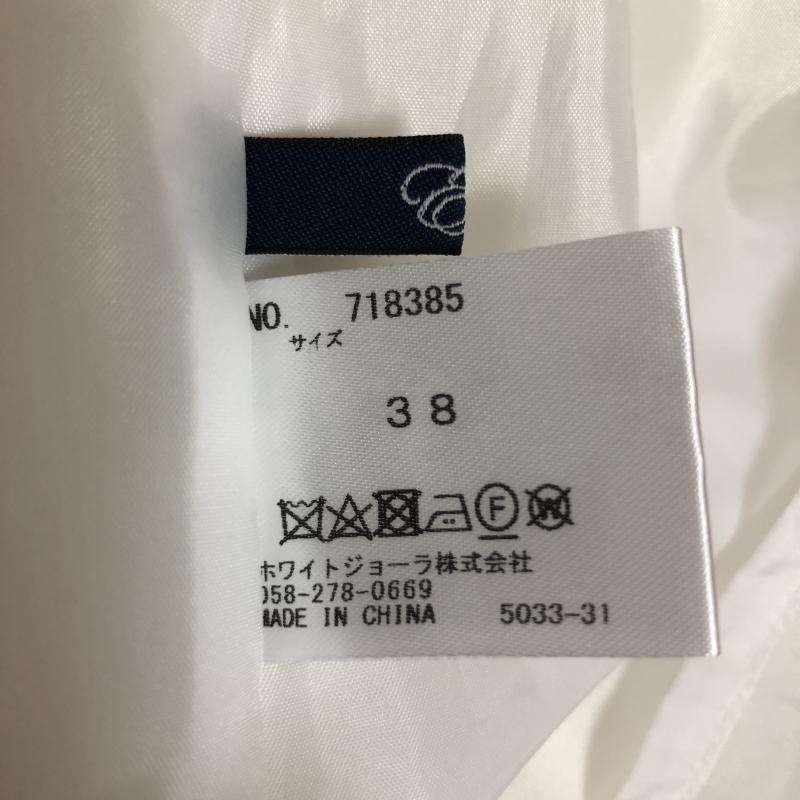 NO. 718385
サイズ
38
F W
ホワイトジョーラ株式会社
058-278-0669
MADE IN CHINA 5033-31